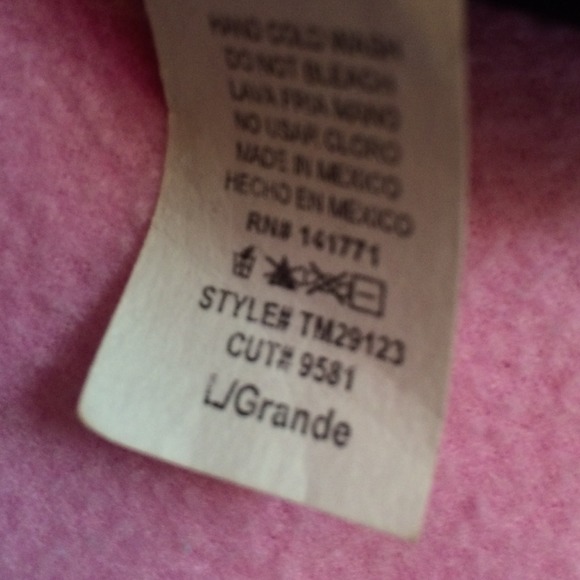 HAND COLD WASH
DO NOT BLEACH
LAVA FRIA MANO
NO USAR CLORO
MADE IN MEXICO
HECHO EN MEXICO
RN# 141771
STYLE# TM29123
CUT# 9581
L/Grande